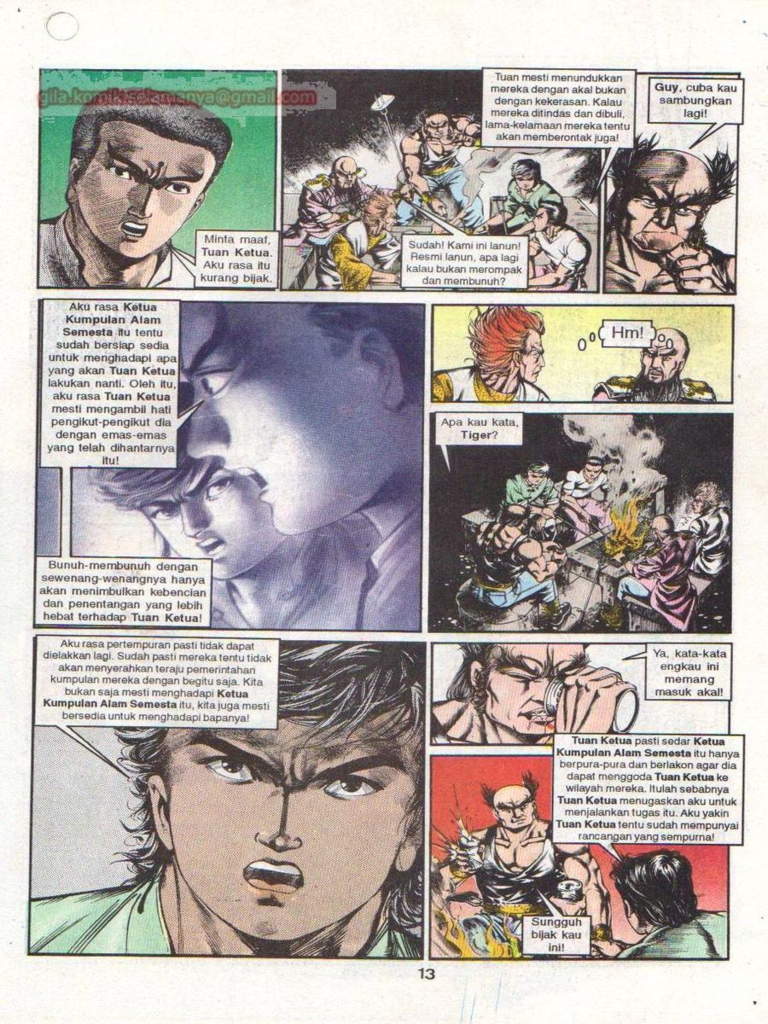 gila.komik.selamanya@gmail.com
Minta maaf,
Tuan Ketua.
Aku rasa itu
kurang bijak.
Tuan mesti menundukkan
mereka dengan akal bukan
dengan kekerasan. Kalau
mereka ditindas dan dibuli,
lama-kelamaan mereka tentu
akan memberontak juga!
Sudah! Kami ini lanun!
Resmi lanun, apa lagi
kalau bukan merompak
dan membunuh?
Guy, cuba kau
sambungkan
lagi!
Aku rasa Ketua
Kumpulan Alam
Semesta itu tentu
sudah bersiap sedia
untuk menghadapi apa
yang akan Tuan Ketua
lakukan nanti. Oleh itu,
aku rasa Tuan Ketua
mesti mengambil hati
pengikut-pengikut dia
dengan emas-emas
yang telah dihantarnya
itu!
Bunuh-membunuh dengan
sewenang-wenangnya hanya
akan menimbulkan kebencian
dan penentangan yang lebih
hebat terhadap Tuan Ketua!
Hm!
Apa kau kata,
Tiger?
Aku rasa pertempuran pasti tidak dapat
dielakkan lagi. Sudah pasti mereka tentu tidak
akan menyerahkan teraju pemerintahan
kumpulan mereka dengan begitu saja. Kita
bukan saja mesti menghadapi Ketua
Kumpulan Alam Semesta itu, kita juga mesti
bersedia untuk menghadapi bapanya!
Ya, kata-kata
engkau ini
memang
masuk akal!
Tuan Ketua pasti sedar Ketua
Kumpulan Alam Semesta itu hanya
berpura-pura dan berlakon agar dia
dapat menggoda Tuan Ketua ke
wilayah mereka. Itulah sebabnya
Tuan Ketua menugaskan aku untuk
menjalankan tugas itu. Aku yakin
Tuan Ketua tentu sudah mempunyai
rancangan yang sempurna!
Sungguh
bijak kau
ini!
13